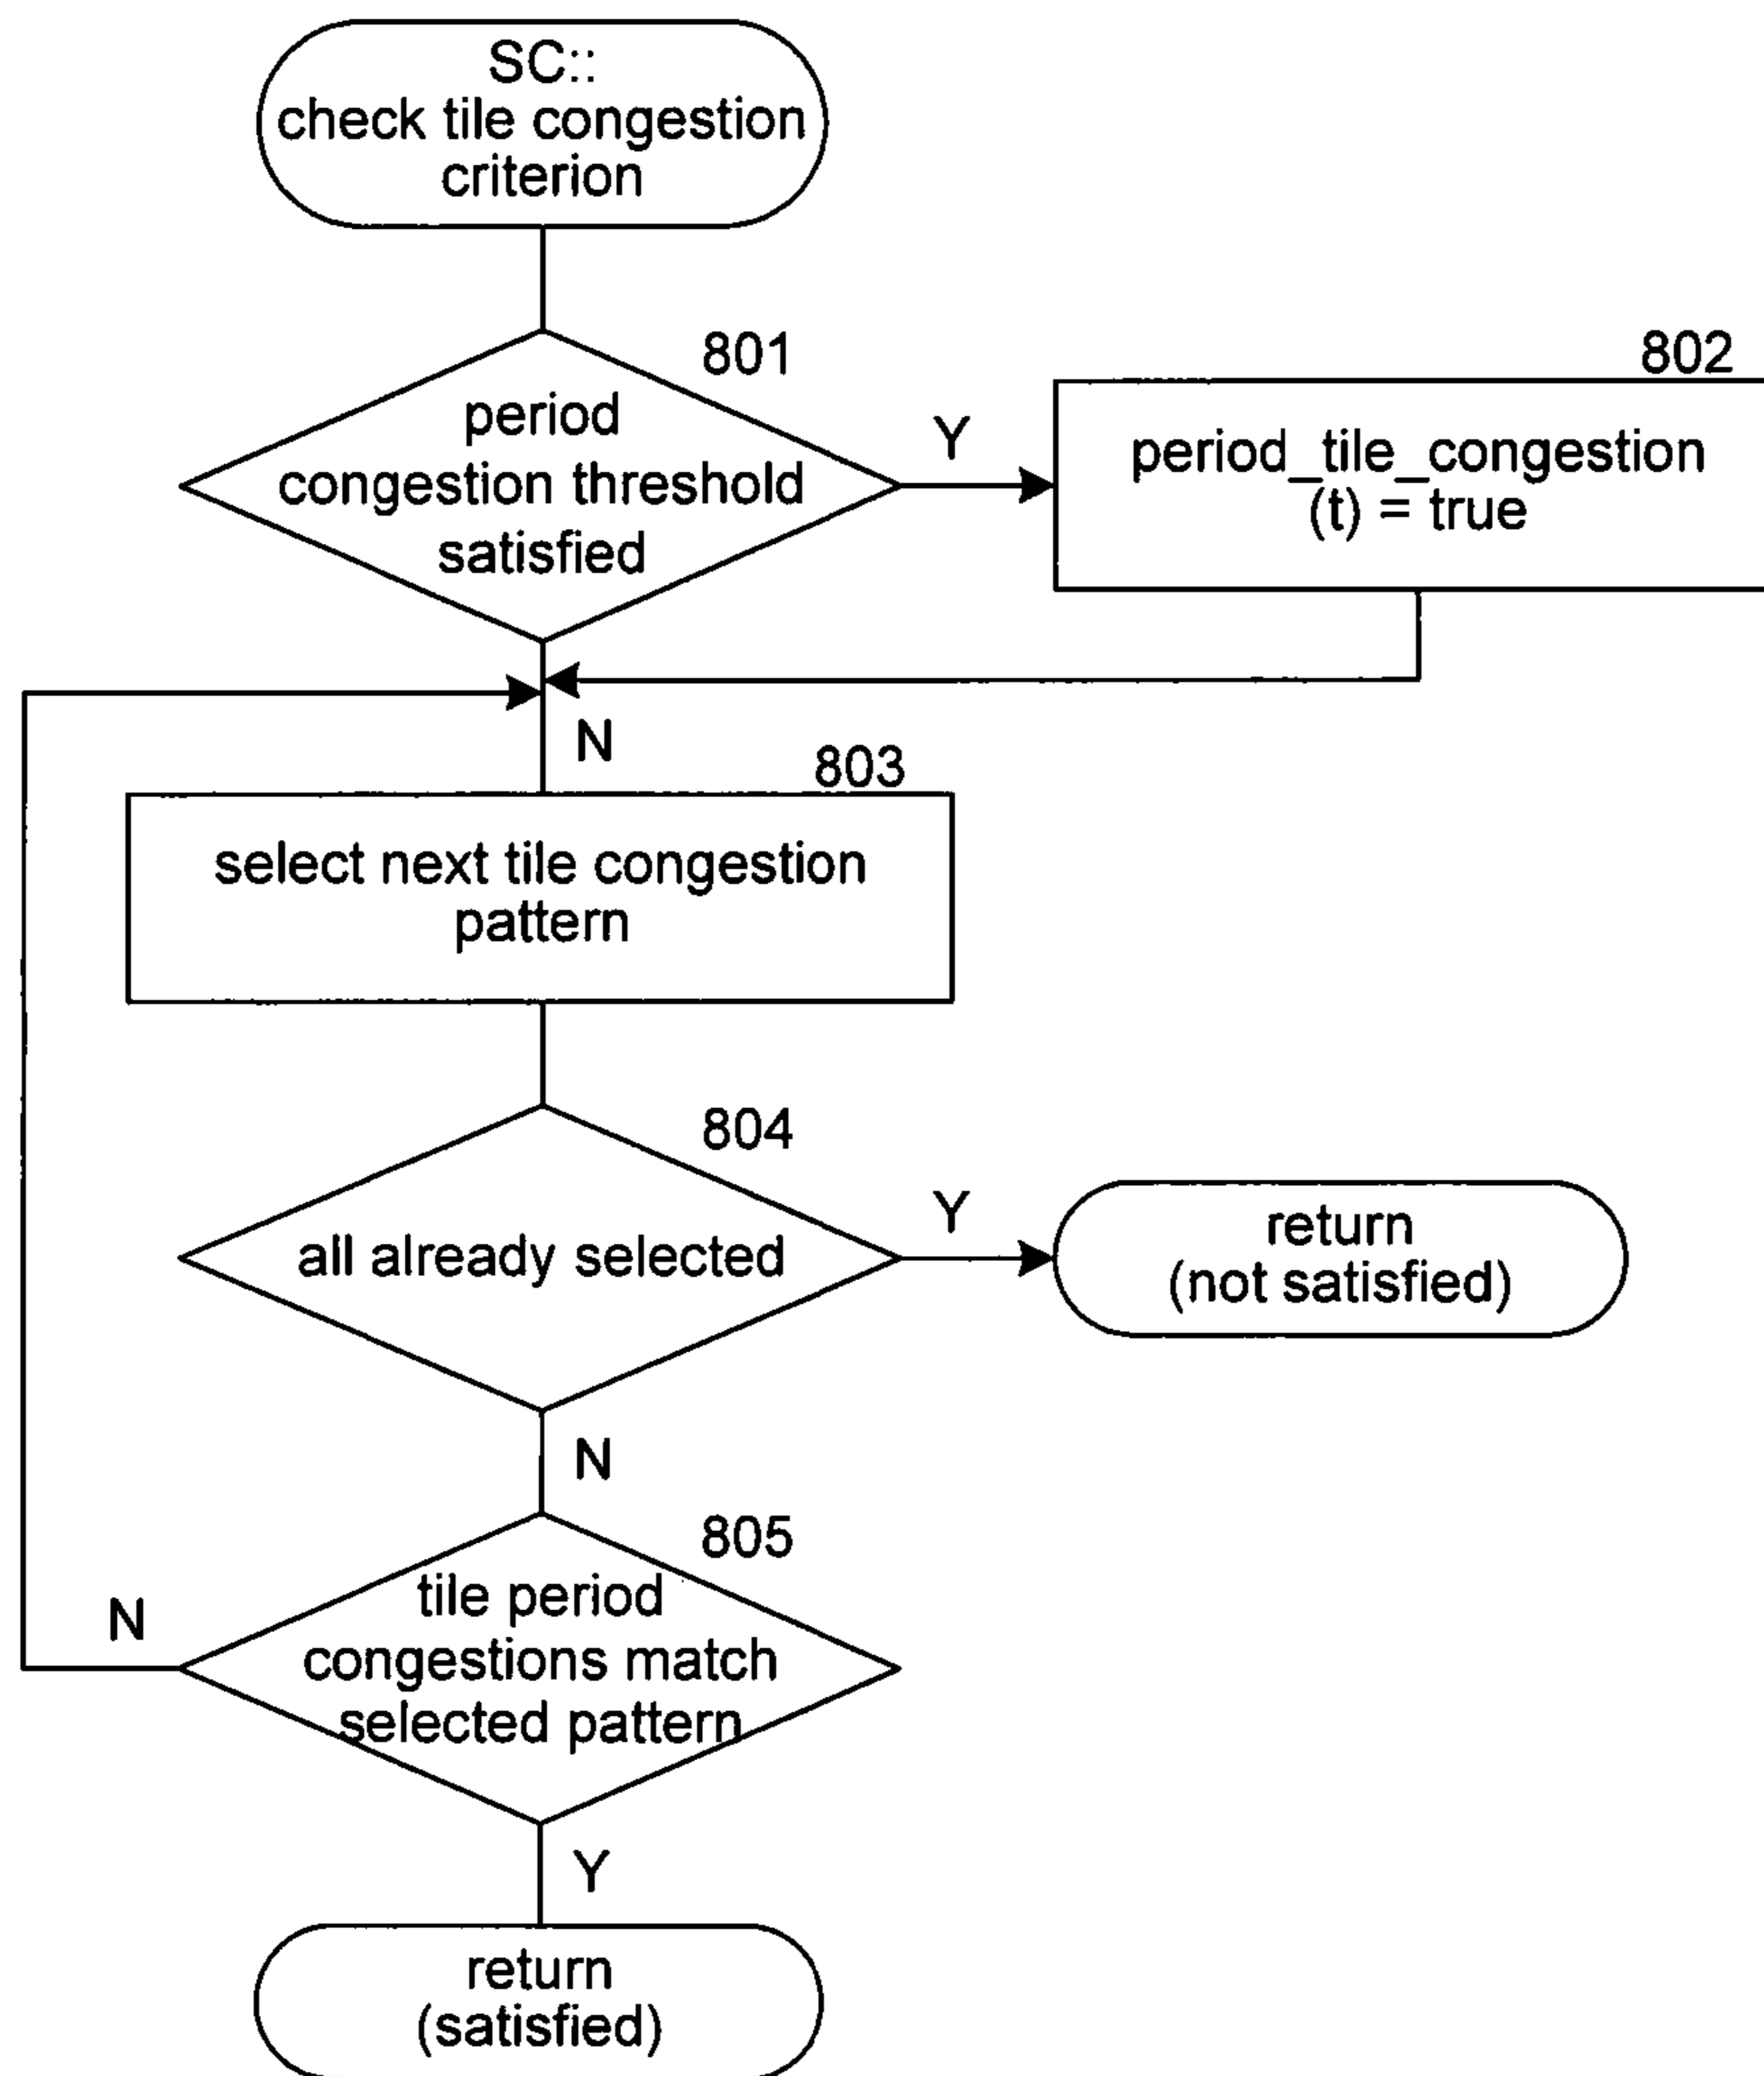 SC::
check tile congestion
criterion
801
period
congestion threshold
satisfied
Y
802
period_tile_congestion
(t) = true
N
803
select next tile congestion
pattern
804
all already selected
Y
return
(not satisfied)
N
805
tile period
congestions match
selected pattern
N
Y
return
(satisfied)